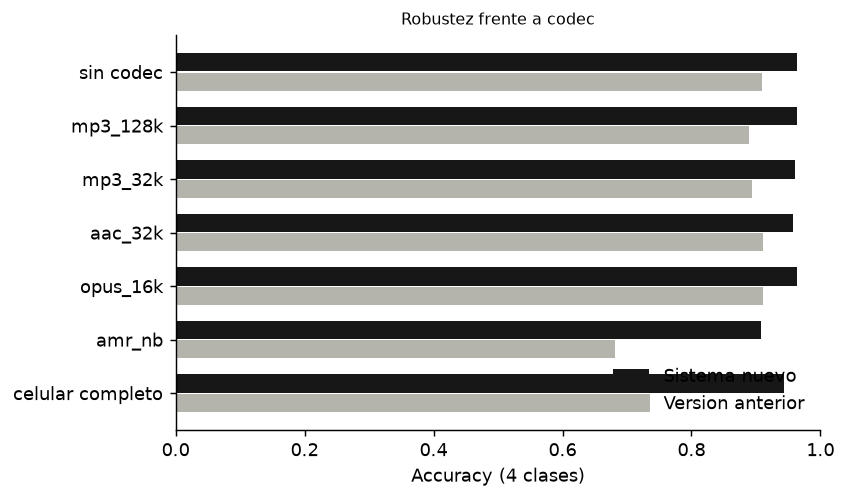 Robustez frente a codec
sin codec
mp3_128k
mp3_32k
aac_32k
opus_16k
amr_nb
celular completo
Sistema nuevo
Version anterior
0.0 0.2 0.4 0.6 0.8 1.0
Accuracy (4 clases)